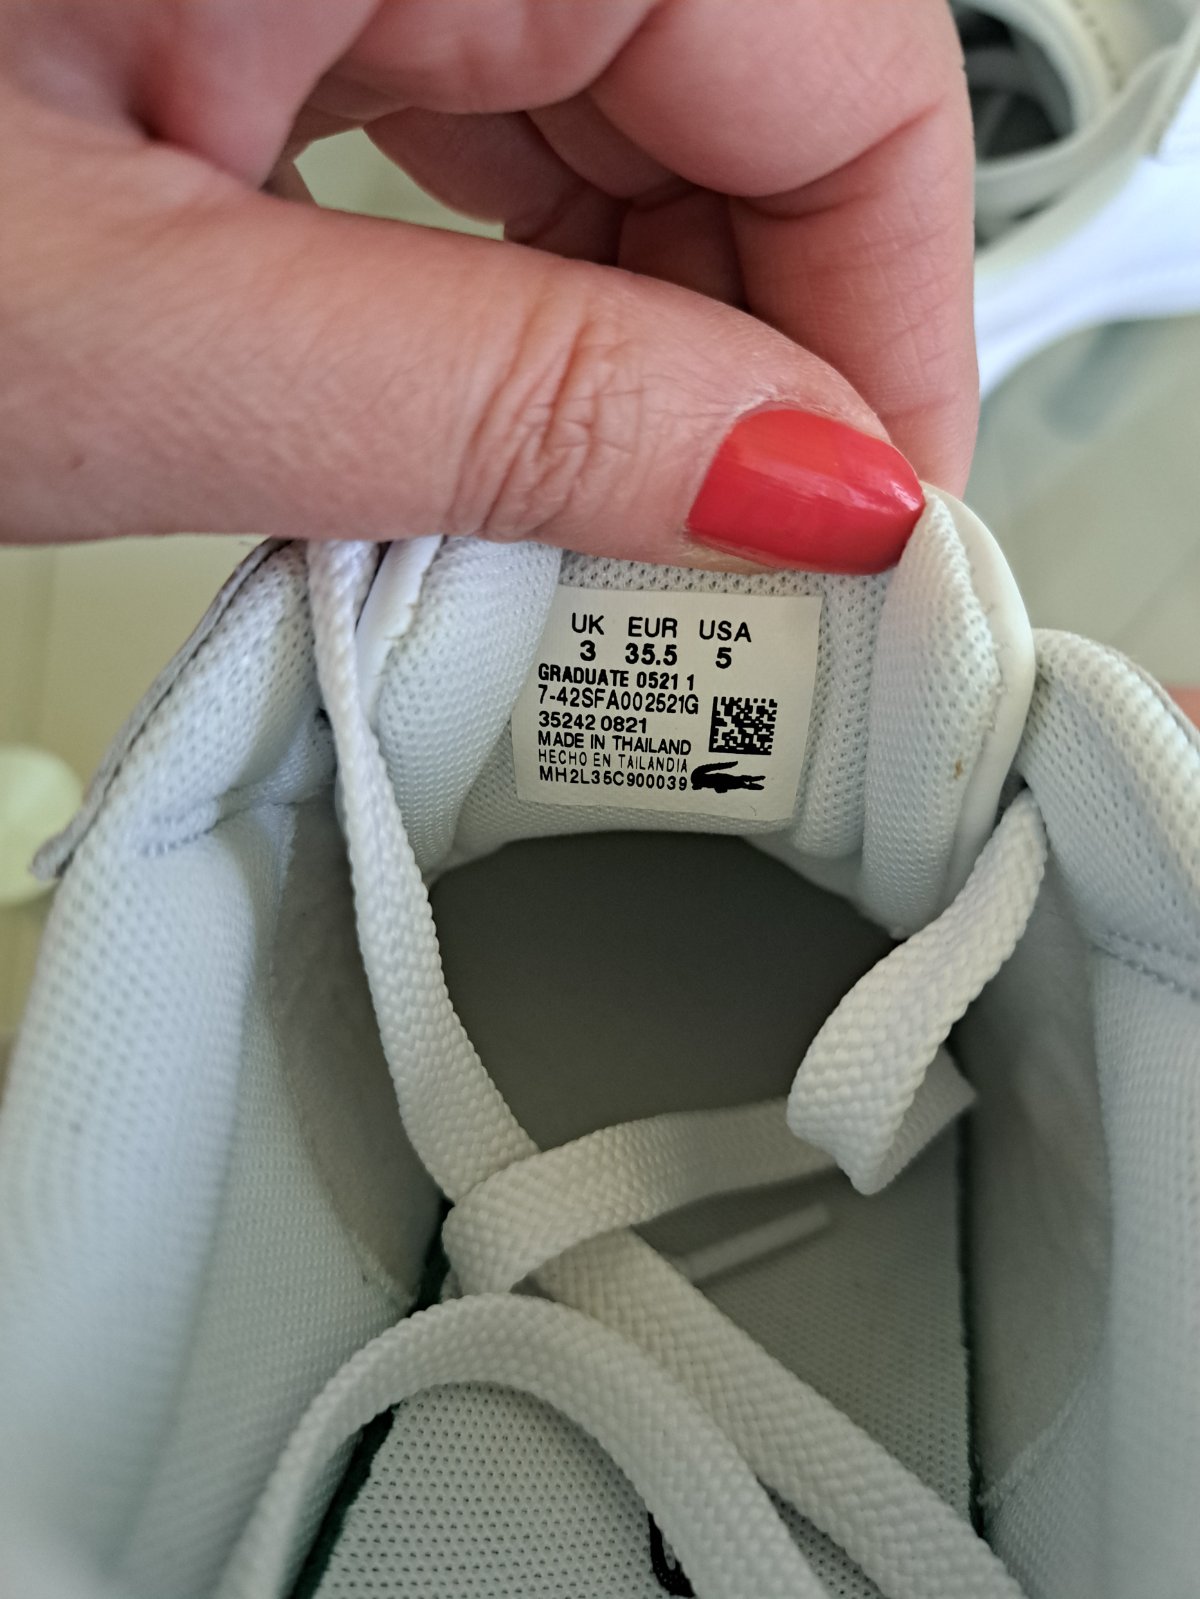 UK EUR USA
3 35.5 5
GRADUATE 0521 1
7-42SFA002521G
35242 0821
MADE IN THAILAND
HECHO EN TAILANDIA
MH2L35C900039